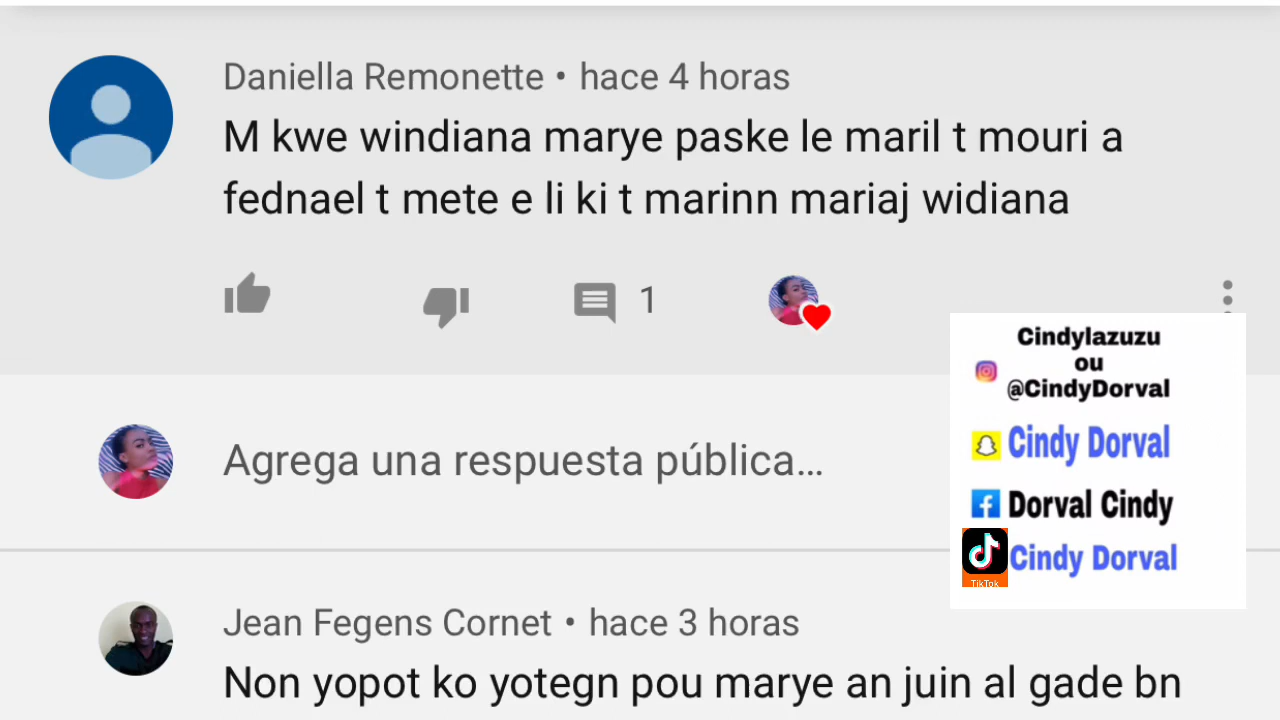 Daniella Remonette • hace 4 horas
M kwe windiana marye paske le maril t mouri a
fednael t mete e li ki t marinn mariaj widiana
1
Cindylazuzu
ou
@CindyDorval
Cindy Dorval
Dorval Cindy
TikTok
Cindy Dorval
Agrega una respuesta pública...
Jean Fegens Cornet • hace 3 horas
Non yopot ko yotegn pou marye an juin al gade bn